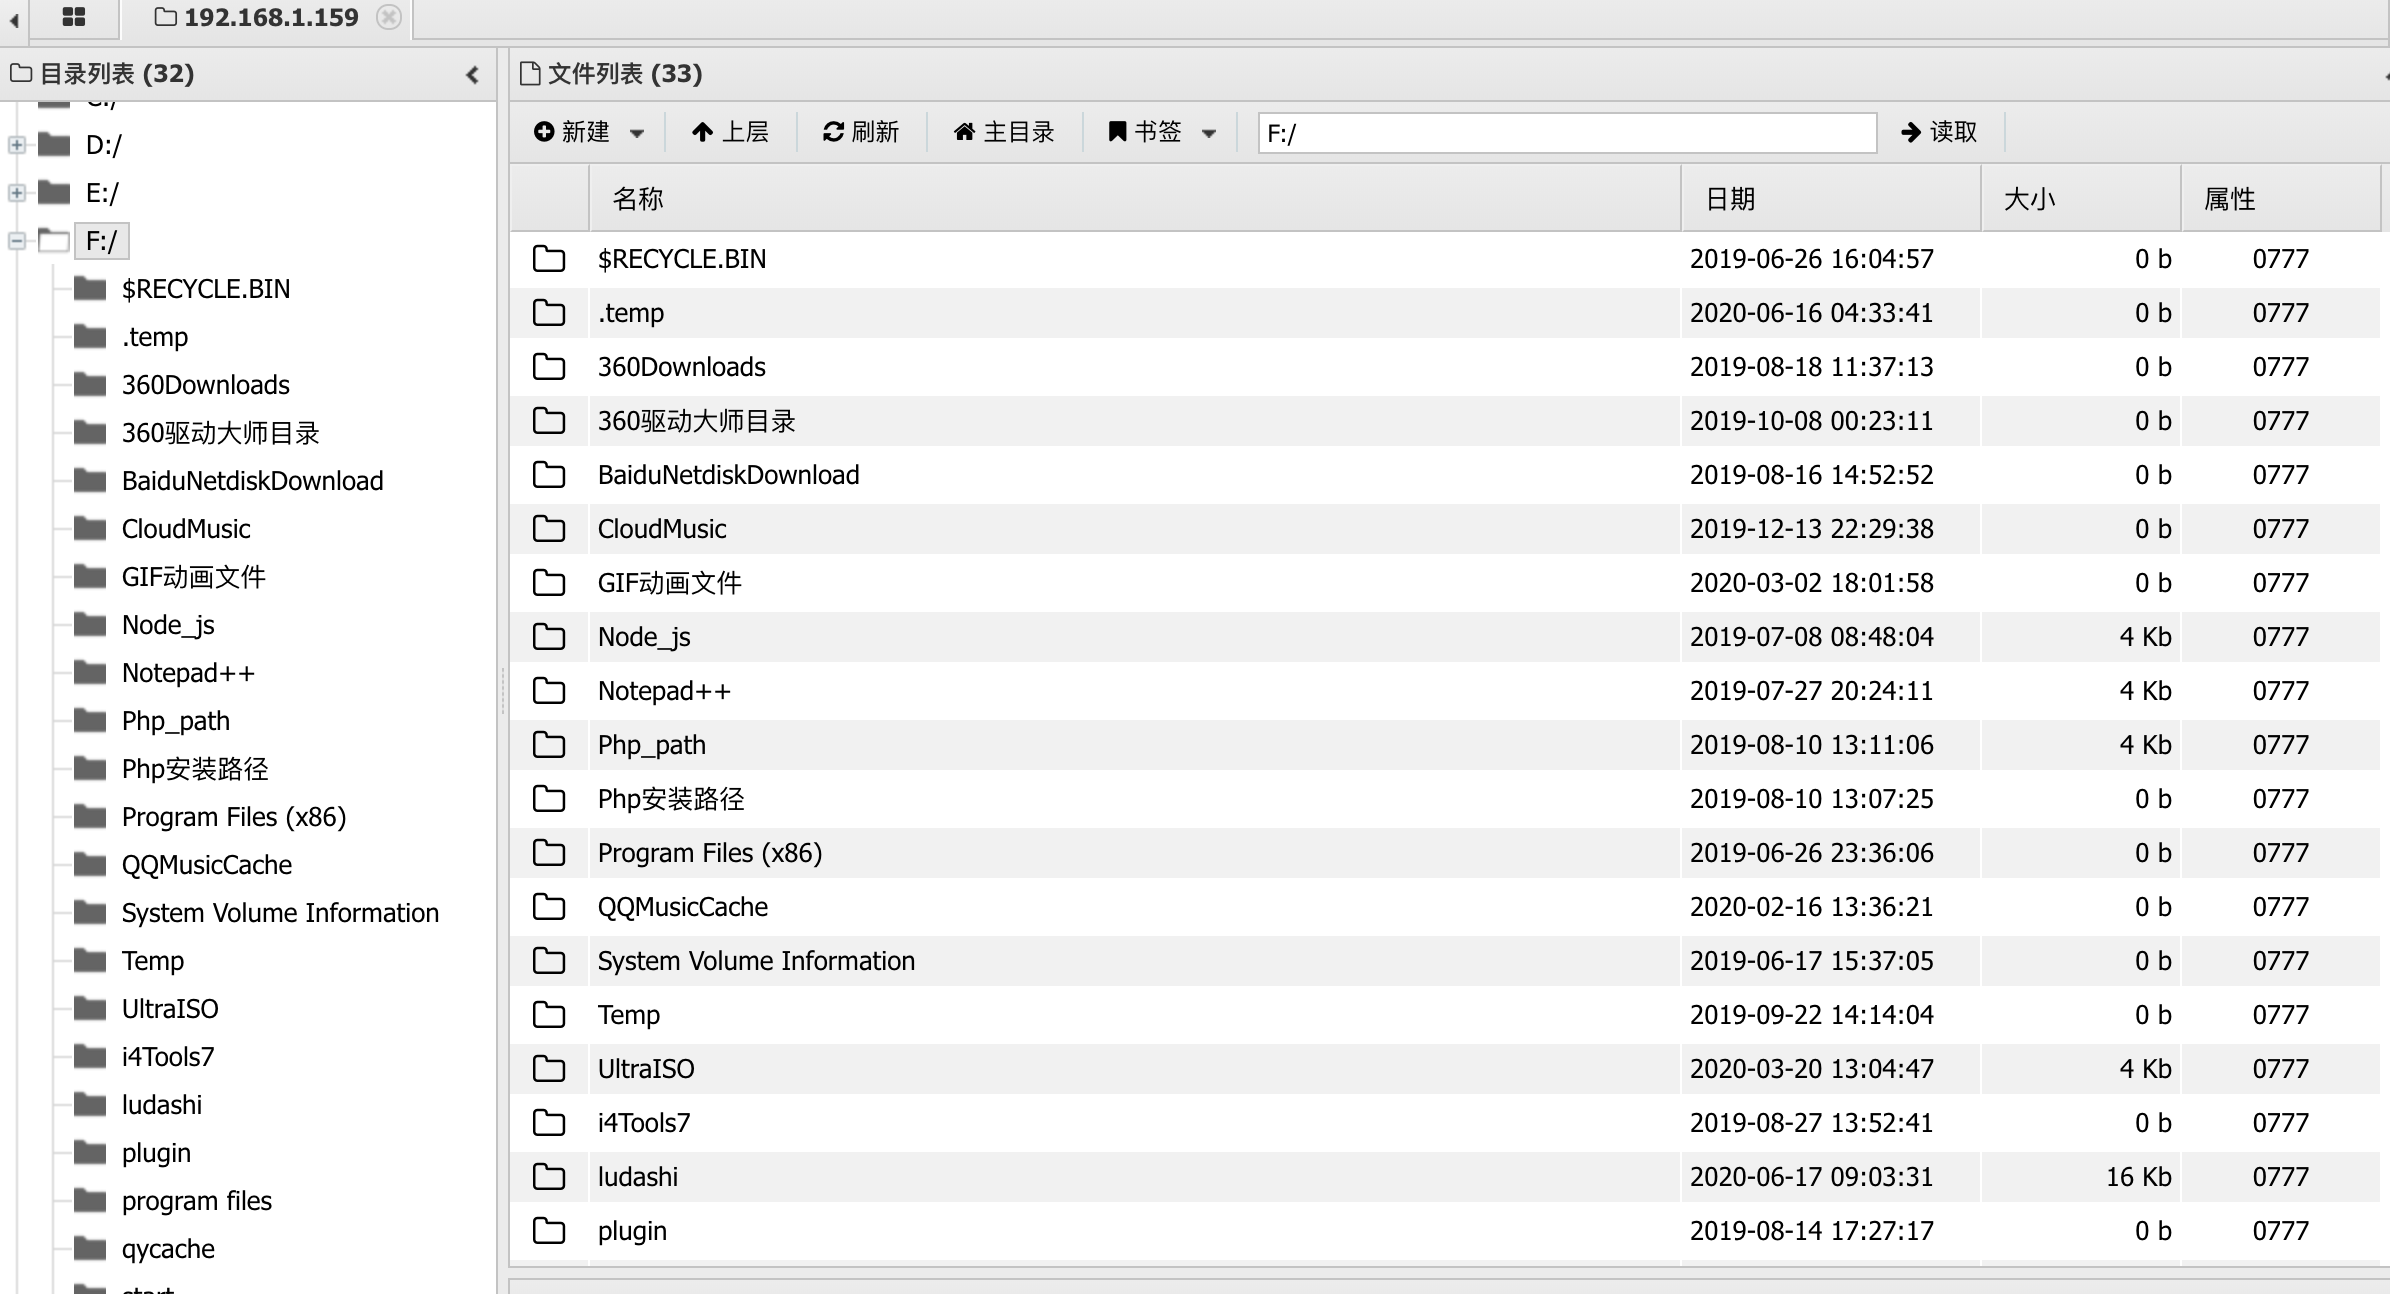 192.168.1.159
目录列表 (32)
C:/
D:/
E:/
F:/
$RECYCLE.BIN
.temp
360Downloads
360驱动大师目录
BaiduNetdiskDownload
CloudMusic
GIF动画文件
Node_js
Notepad++
Php_path
Php安装路径
Program Files (x86)
QQMusicCache
System Volume Information
Temp
UltraISO
i4Tools7
ludashi
plugin
program files
qycache
start
文件列表 (33)
新建 上层 刷新 主目录 书签 F:/ 读取
名称 日期 大小 属性
$RECYCLE.BIN 2019-06-26 16:04:57 0 b 0777
.temp 2020-06-16 04:33:41 0 b 0777
360Downloads 2019-08-18 11:37:13 0 b 0777
360驱动大师目录 2019-10-08 00:23:11 0 b 0777
BaiduNetdiskDownload 2019-08-16 14:52:52 0 b 0777
CloudMusic 2019-12-13 22:29:38 0 b 0777
GIF动画文件 2020-03-02 18:01:58 0 b 0777
Node_js 2019-07-08 08:48:04 4 Kb 0777
Notepad++ 2019-07-27 20:24:11 4 Kb 0777
Php_path 2019-08-10 13:11:06 4 Kb 0777
Php安装路径 2019-08-10 13:07:25 0 b 0777
Program Files (x86) 2019-06-26 23:36:06 0 b 0777
QQMusicCache 2020-02-16 13:36:21 0 b 0777
System Volume Information 2019-06-17 15:37:05 0 b 0777
Temp 2019-09-22 14:14:04 0 b 0777
UltraISO 2020-03-20 13:04:47 4 Kb 0777
i4Tools7 2019-08-27 13:52:41 0 b 0777
ludashi 2020-06-17 09:03:31 16 Kb 0777
plugin 2019-08-14 17:27:17 0 b 0777